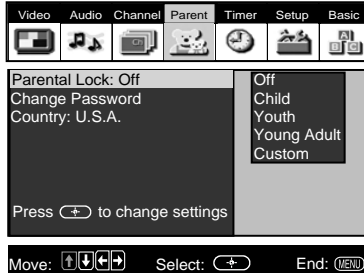 Video Audio Channel Parent Timer Setup Basic
A
B C
Parental Lock: Off
Change Password
Country: U.S.A.
Off
Child
Youth
Young Adult
Custom
Press to change settings
Move: Select: End: MENU